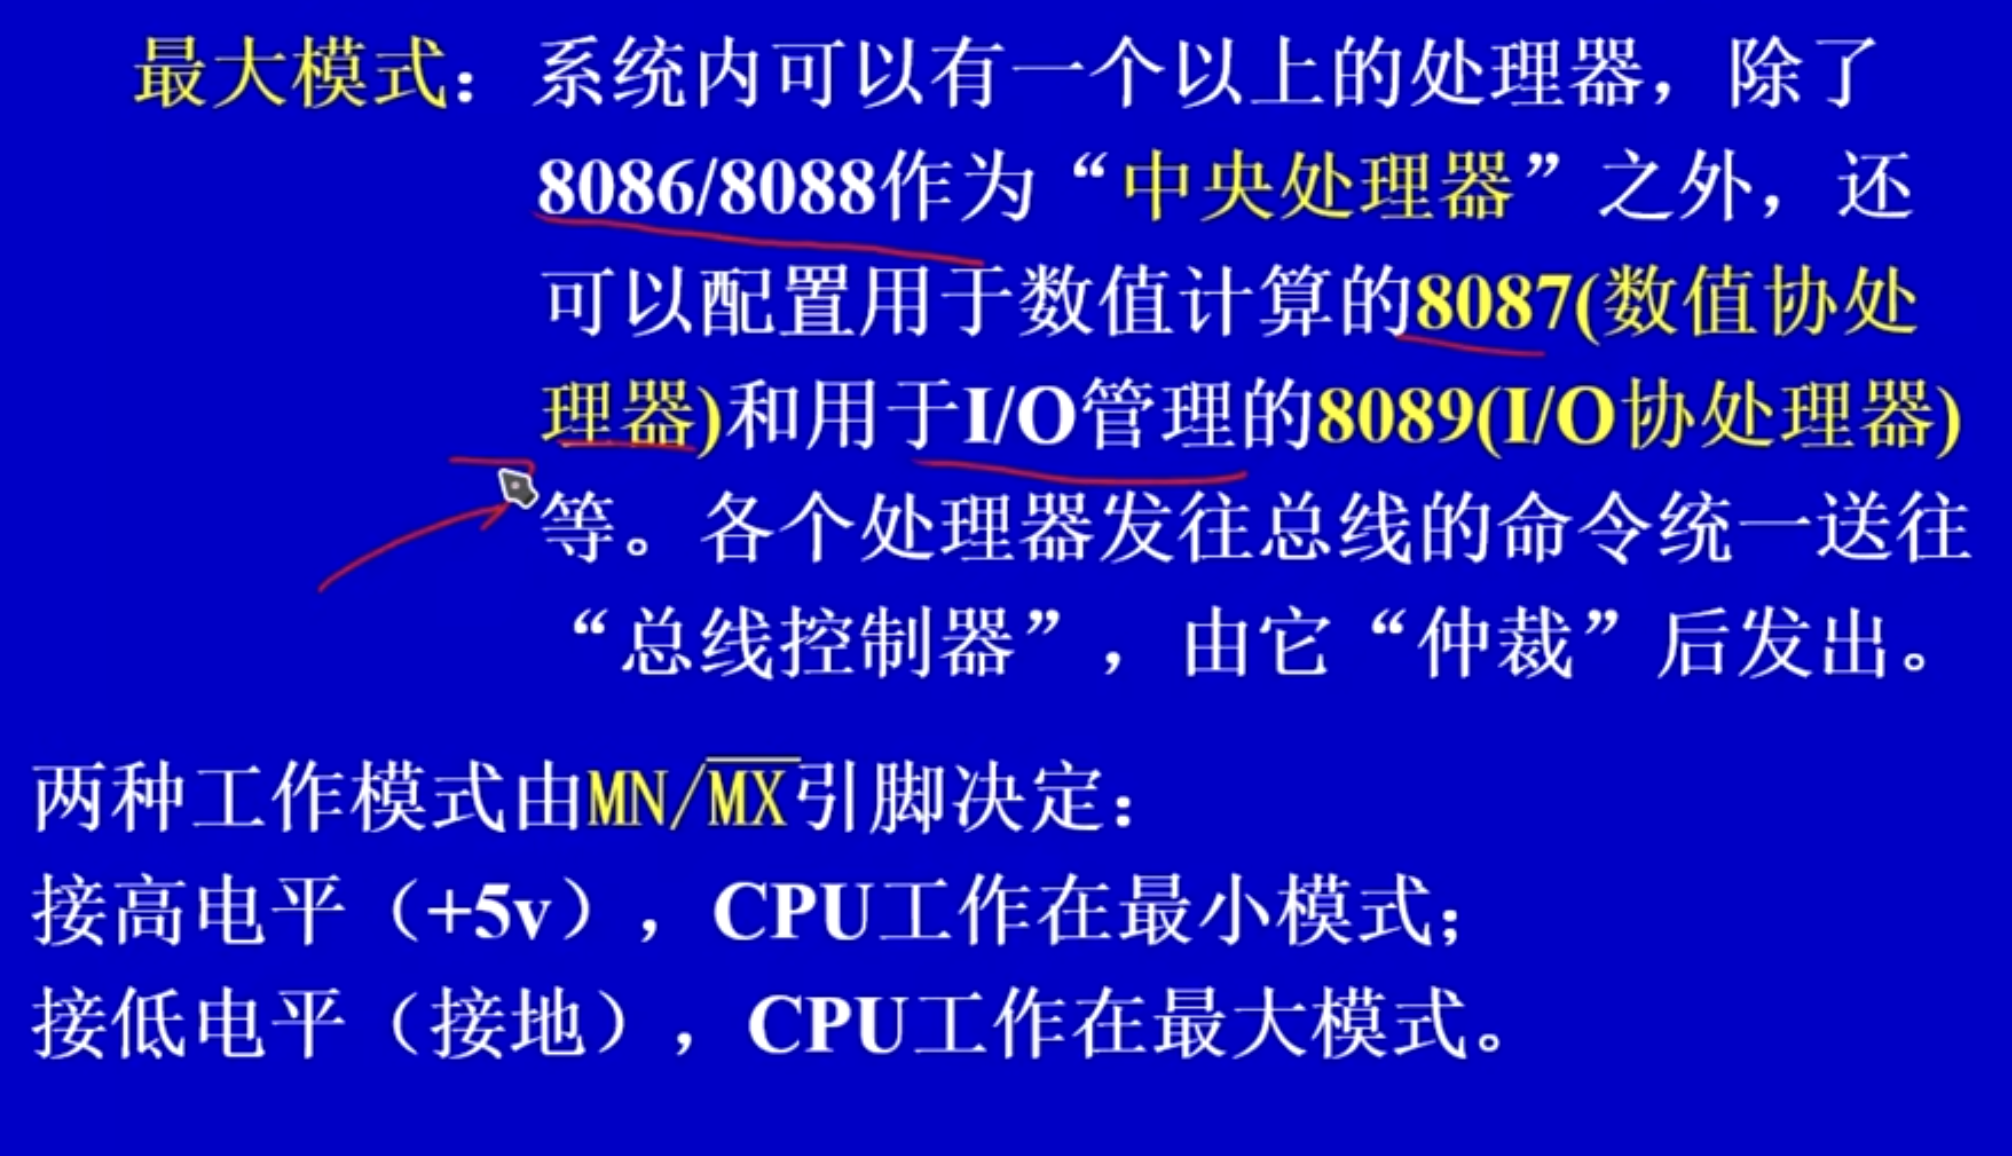 最大模式：系统内可以有一个以上的处理器，除了
8086/8088作为“中央处理器”之外，还
可以配置用于数值计算的8087(数值协处
理器)和用于I/O管理的8089(I/O协处理器)
等。各个处理器发往总线的命令统一送往
“总线控制器”，由它“仲裁”后发出。
两种工作模式由MN/M̅X̅引脚决定：
接高电平（+5v），CPU工作在最小模式；
接低电平（接地），CPU工作在最大模式。